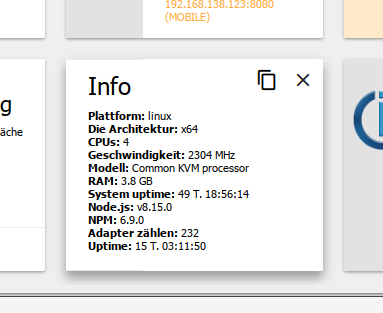 192.168.138.123:8080
(MOBILE)
g
äche
Info
Plattform: linux
Die Architektur: x64
CPUs: 4
Geschwindigkeit: 2304 MHz
Modell: Common KVM processor
RAM: 3.8 GB
System uptime: 49 T. 18:56:14
Node.js: v8.15.0
NPM: 6.9.0
Adapter zählen: 232
Uptime: 15 T. 03:11:50